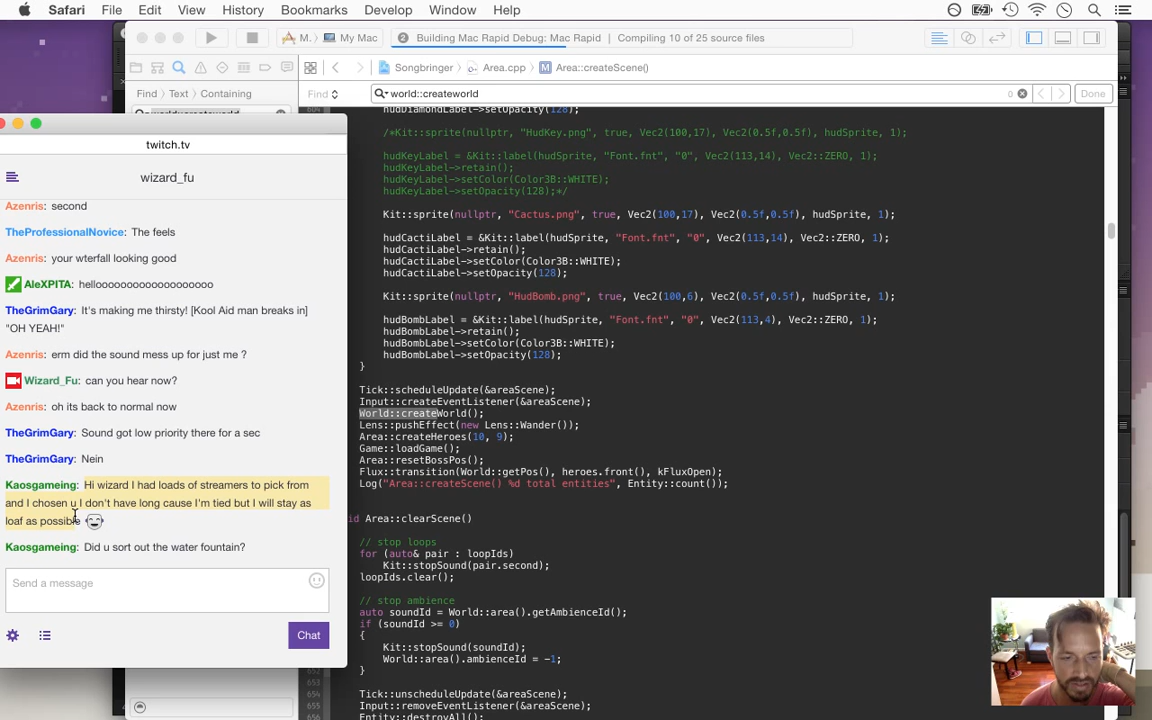 Safari File Edit View History Bookmarks Develop Window Help
M. My Mac
2 Building Mac Rapid Debug: Mac Rapid | Compiling 10 of 25 source files
Songbringer Area.cpp M Area::createScene()
Find Text Containing
Find world::createworld 0 Done
hudDiamondLabel->setOpacity(128);
/*Kit::sprite(nullptr, "HudKey.png", true, Vec2(100,17), Vec2(0.5f,0.5f), hudSprite, 1);
hudKeyLabel = &Kit::label(hudSprite, "Font.fnt", "0", Vec2(113,14), Vec2::ZERO, 1);
hudKeyLabel->retain();
hudKeyLabel->setColor(Color3B::WHITE);
hudKeyLabel->setOpacity(128);*/
Kit::sprite(nullptr, "Cactus.png", true, Vec2(100,17), Vec2(0.5f,0.5f), hudSprite, 1);
hudCactiLabel = &Kit::label(hudSprite, "Font.fnt", "0", Vec2(113,14), Vec2::ZERO, 1);
hudCactiLabel->retain();
hudCactiLabel->setColor(Color3B::WHITE);
hudCactiLabel->setOpacity(128);
Kit::sprite(nullptr, "HudBomb.png", true, Vec2(100,6), Vec2(0.5f,0.5f), hudSprite, 1);
hudBombLabel = &Kit::label(hudSprite, "Font.fnt", "0", Vec2(113,4), Vec2::ZERO, 1);
hudBombLabel->retain();
hudBombLabel->setColor(Color3B::WHITE);
hudBombLabel->setOpacity(128);
}
Tick::scheduleUpdate(&areaScene);
Input::createEventListener(&areaScene);
World::createWorld();
Lens::pushEffect(new Lens::Wander());
Area::createHeroes(10, 9);
Game::loadGame();
Area::resetBossPos();
Flux::transition(World::getPos(), heroes.front(), kFluxOpen);
Log("Area::createScene() %d total entities", Entity::count());
id Area::clearScene()
// stop loops
for (auto& pair : loopIds)
Kit::stopSound(pair.second);
loopIds.clear();
// stop ambience
auto soundId = World::area().getAmbienceId();
if (soundId >= 0)
{
Kit::stopSound(soundId);
World::area().ambienceId = -1;
}
Tick::unscheduleUpdate(&areaScene);
Input::removeEventListener(&areaScene);
Entity::destroyAll();
653
654
655
656
twitch.tv
wizard_fu
Azenris: second
TheProfessionalNovice: The feels
Azenris: your wterfall looking good
AleXPITA: hellooooooooooooooooooo
TheGrimGary: It's making me thirsty! [Kool Aid man breaks in]
"OH YEAH!"
Azenris: erm did the sound mess up for just me ?
Wizard_Fu: can you hear now?
Azenris: oh its back to normal now
TheGrimGary: Sound got low priority there for a sec
TheGrimGary: Nein
Kaosgameing: Hi wizard I had loads of streamers to pick from
and I chosen u I don't have long cause I'm tied but I will stay as
loaf as possible
Kaosgameing: Did u sort out the water fountain?
Send a message
Chat